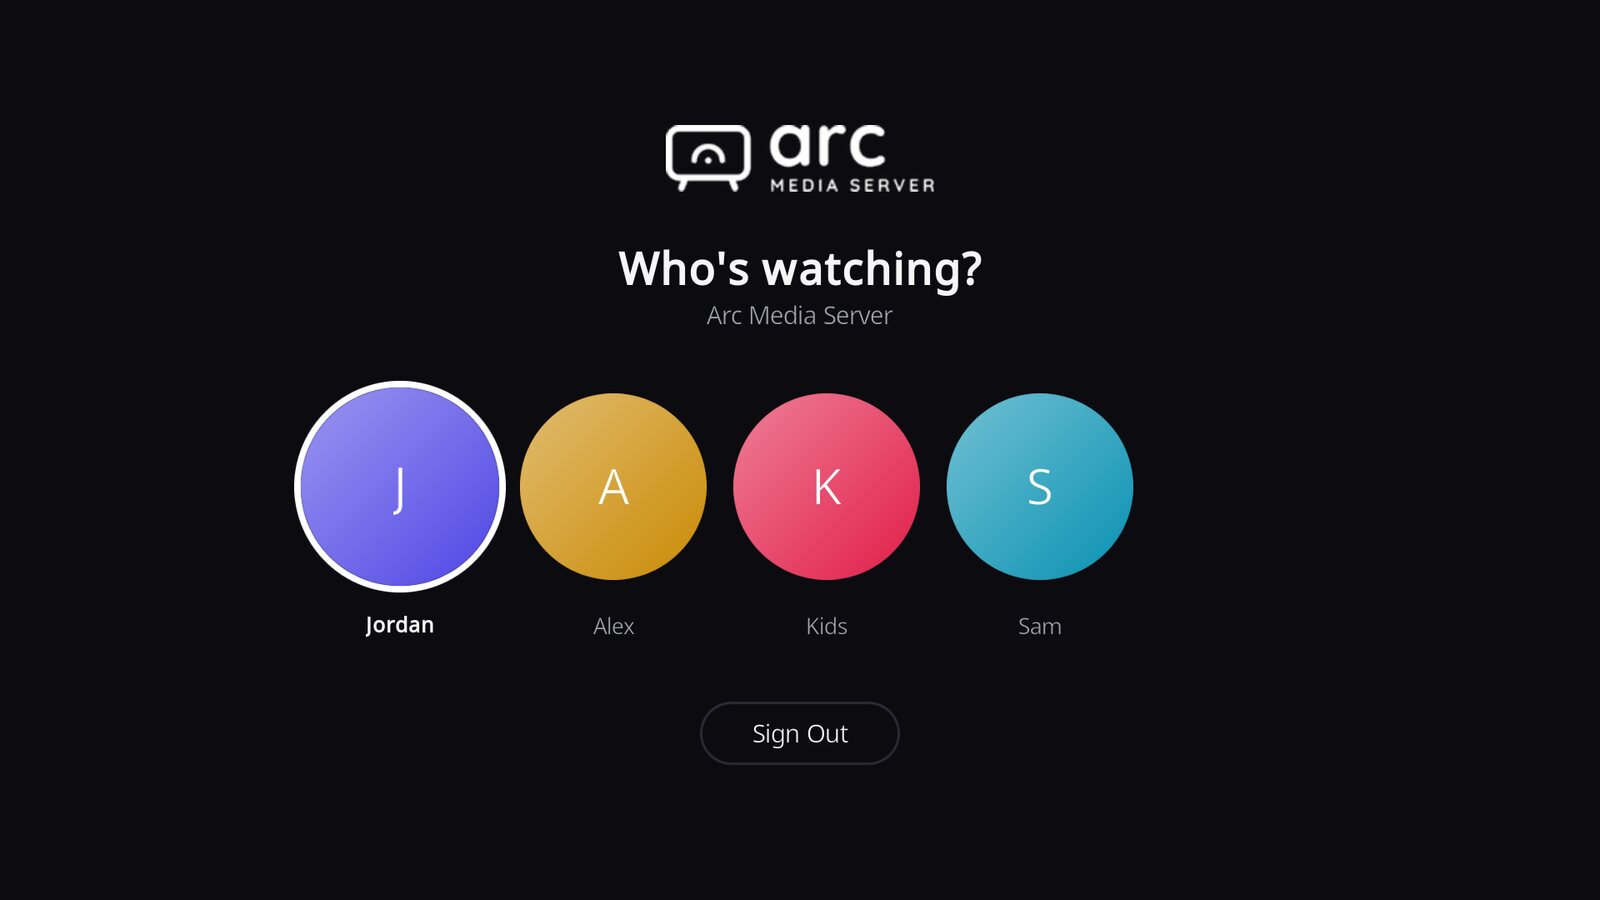 arc
MEDIA SERVER
Who's watching?
Arc Media Server
J A K S
Jordan Alex Kids Sam
Sign Out